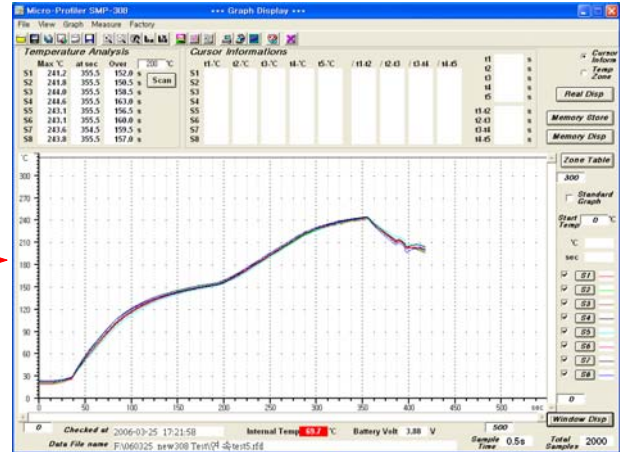 Micro-Profiler SMP-308 ••• Graph Display •••
File View Graph Measure Factory
Temperature Analysis
Max °C at sec Over 200 °C
S1 241.2 355.5 152.0 s
S2 241.8 355.5 150.5 s
S3 244.0 355.5 158.5 s
S4 244.6 355.5 163.0 s
S5 243.1 355.5 156.5 s
S6 243.1 355.5 160.0 s
S7 243.6 354.5 159.5 s
S8 243.8 355.5 157.0 s
Scan
Cursor Informations
t1-°C t2-°C t3-°C t4-°C t5-°C / t1-t2 / t2-t3 / t3-t4 / t4-t5
S1
S2
S3
S4
S5
S6
S7
S8
t1 s
t2 s
t3 s
t4 s
t5 s
t1-t2 s
t2-t3 s
t3-t4 s
t4-t5 s
Cursor Inform
Temp Zone
Real Disp
Memory Store
Memory Disp
Zone Table
300
Standard Graph
Start Temp 0 °C
°C
sec
S1
S2
S3
S4
S5
S6
S7
S8
0
Window Disp
°C
300
270
240
210
180
150
120
90
60
30
0
0 50 100 150 200 250 300 350 400 450 500 sec
0
500
Checked at 2006-03-25 17:21:58 Internal Temp 69.7 °C Battery Volt 3.88 V
Data File name
Sample Time 0.5s Total Samples 2000